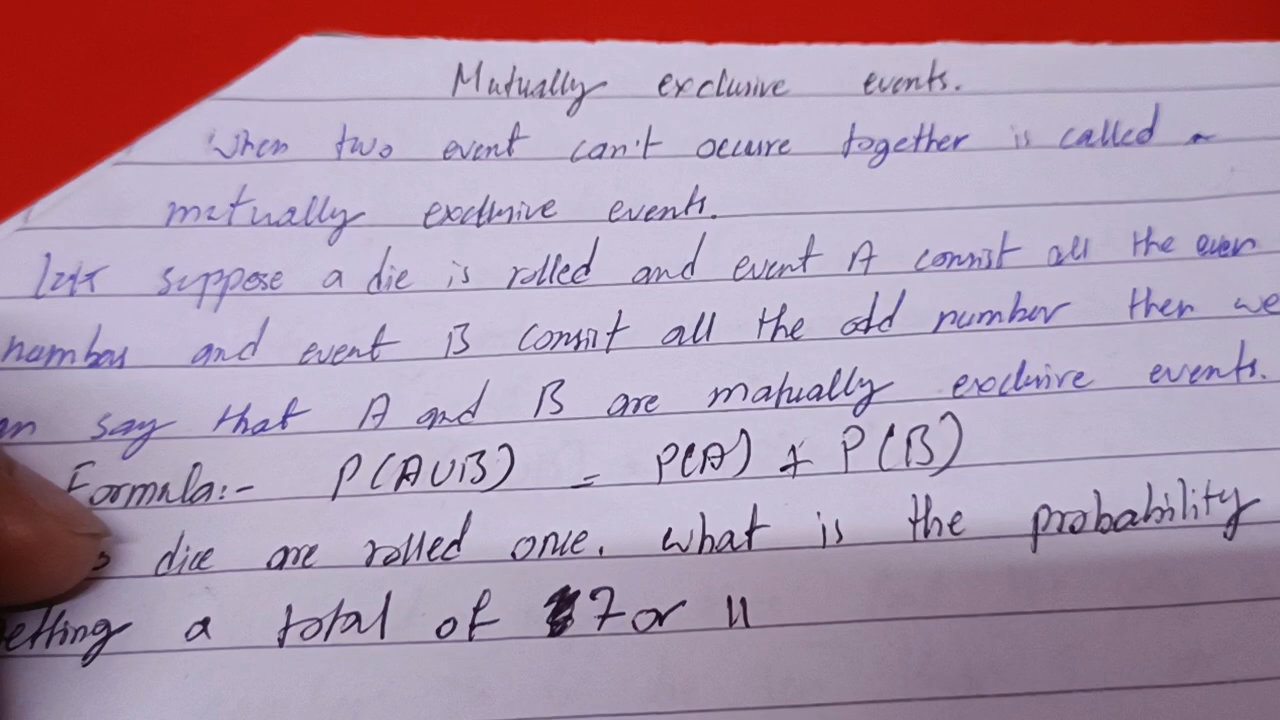 Mutually exclusive events.
When two event can't occure together is called
mutually exclusive events.
let suppose a die is rolled and event A consist all the even
number and event B consist all the odd number then we
an say that A and B are mutually exclusive events.
Formula:- P(AUB) = P(A) + P(B)
dice are rolled once. what is the probability
etting a total of 7 or 11